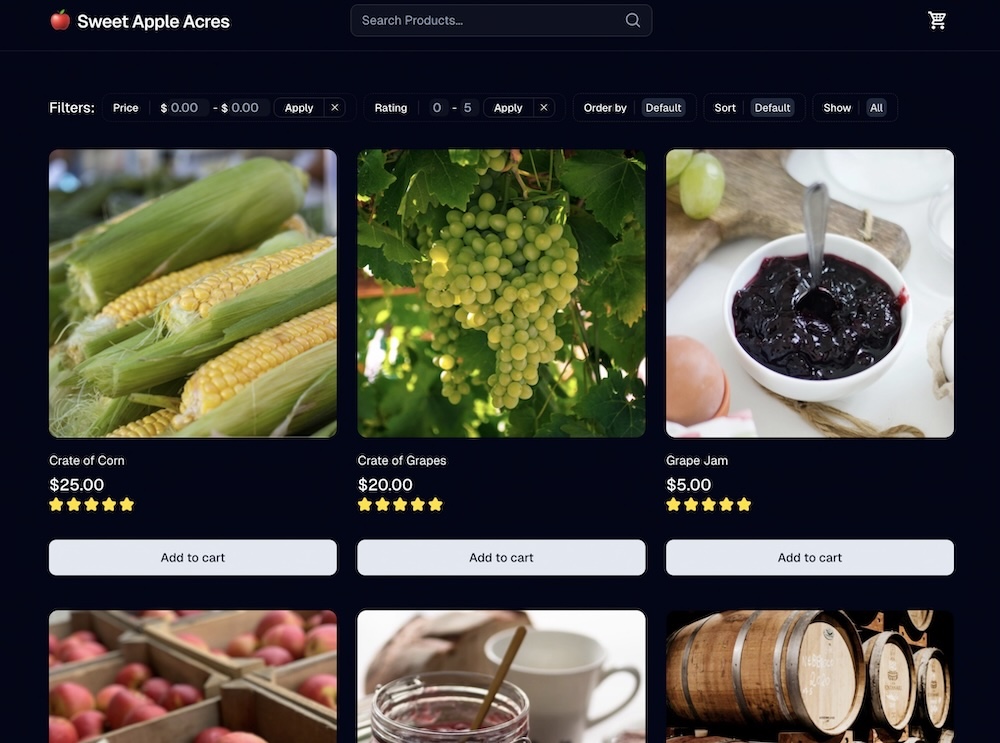 Sweet Apple Acres
Search Products...
Filters: Price $ 0.00 - $ 0.00 Apply ✕ Rating 0 - 5 Apply ✕ Order by Default Sort Default Show All
Crate of Corn
$25.00
Add to cart
Crate of Grapes
$20.00
Add to cart
Grape Jam
$5.00
Add to cart